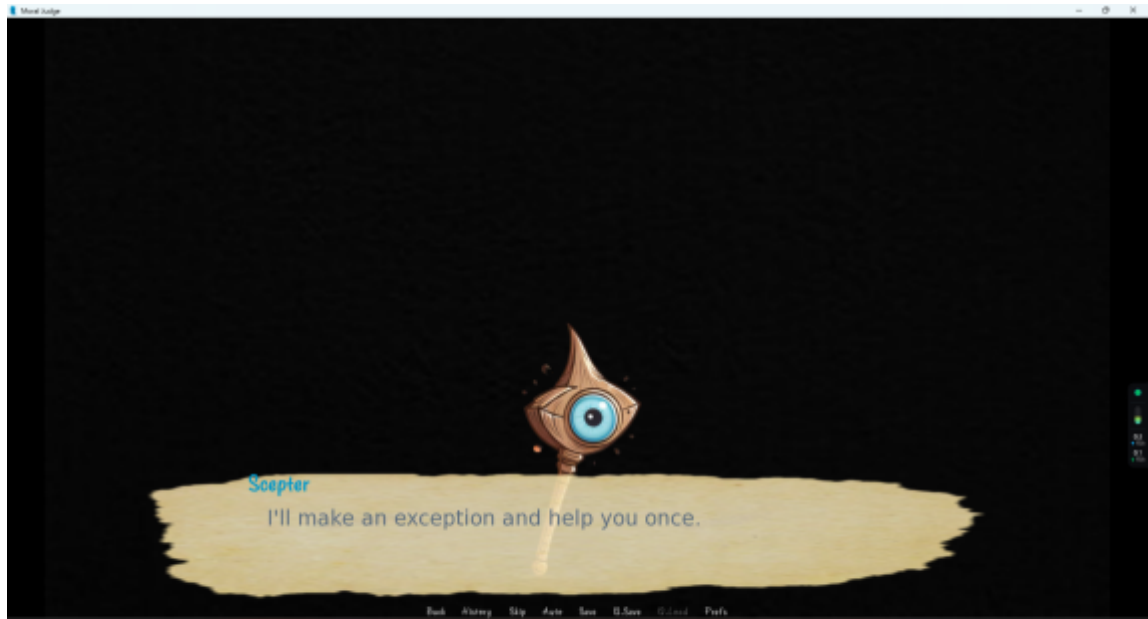 Moral Judge
Scepter
I'll make an exception and help you once.
Back History Skip Auto Save Q.Save Q.Load Prefs